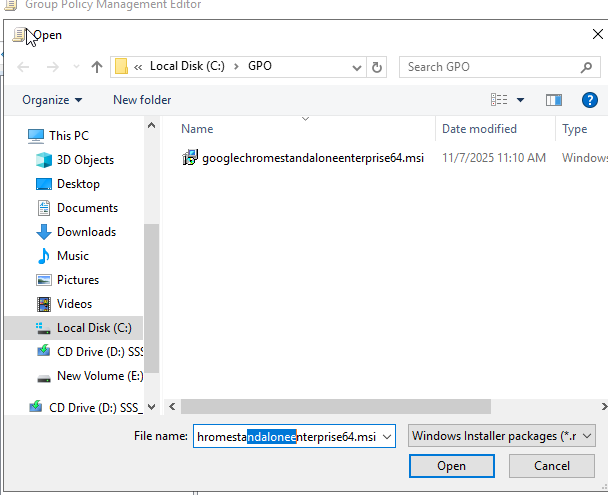 Group Policy Management Editor
Open
« Local Disk (C:) > GPO
Search GPO
Organize
New folder
Name
Date modified
Type
This PC
3D Objects
Desktop
Documents
Downloads
Music
Pictures
Videos
Local Disk (C:)
CD Drive (D:) SSS
New Volume (E:)
CD Drive (D:) SSS_
googlechromestandaloneenterprise64.msi
11/7/2025 11:10 AM
Windows
File name:
hromestandaloneenterprise64.msi
Windows Installer packages (*.r
Open
Cancel